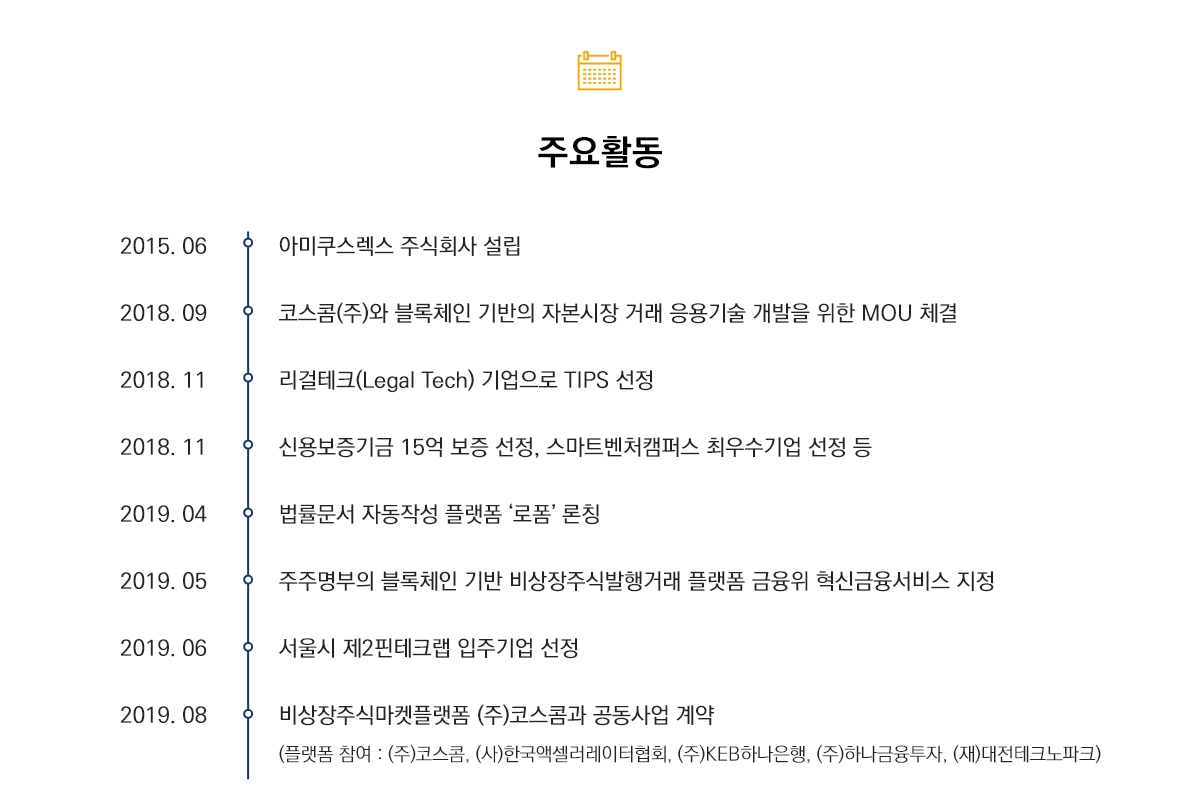 주요활동
2015. 06 아미쿠스렉스 주식회사 설립
2018. 09 코스콤(주)와 블록체인 기반의 자본시장 거래 응용기술 개발을 위한 MOU 체결
2018. 11 리걸테크(Legal Tech) 기업으로 TIPS 선정
2018. 11 신용보증기금 15억 보증 선정, 스마트벤처캠퍼스 최우수기업 선정 등
2019. 04 법률문서 자동작성 플랫폼 ‘로폼’ 론칭
2019. 05 주주명부의 블록체인 기반 비상장주식발행거래 플랫폼 금융위 혁신금융서비스 지정
2019. 06 서울시 제2핀테크랩 입주기업 선정
2019. 08 비상장주식마켓플랫폼 (주)코스콤과 공동사업 계약
(플랫폼 참여 : (주)코스콤, (사)한국액셀러레이터협회, (주)KEB하나은행, (주)하나금융투자, (재)대전테크노파크)